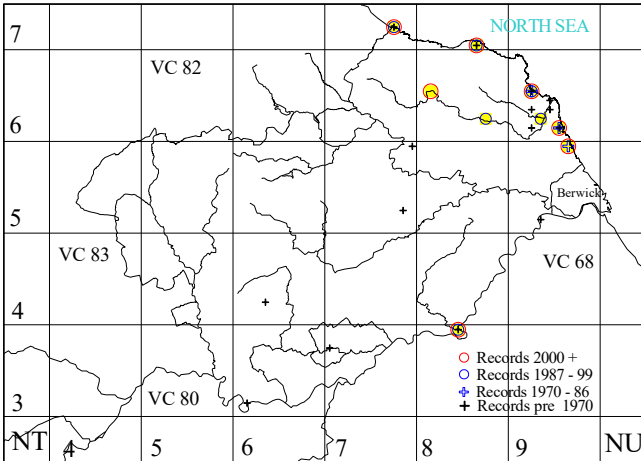 7
NORTH SEA
VC 82
6
Berwick
5
VC 83
VC 68
4
Records 2000 +
Records 1987 - 99
Records 1970 - 86
Records pre 1970
VC 80
3
NT 4 5 6 7 8 9 NU